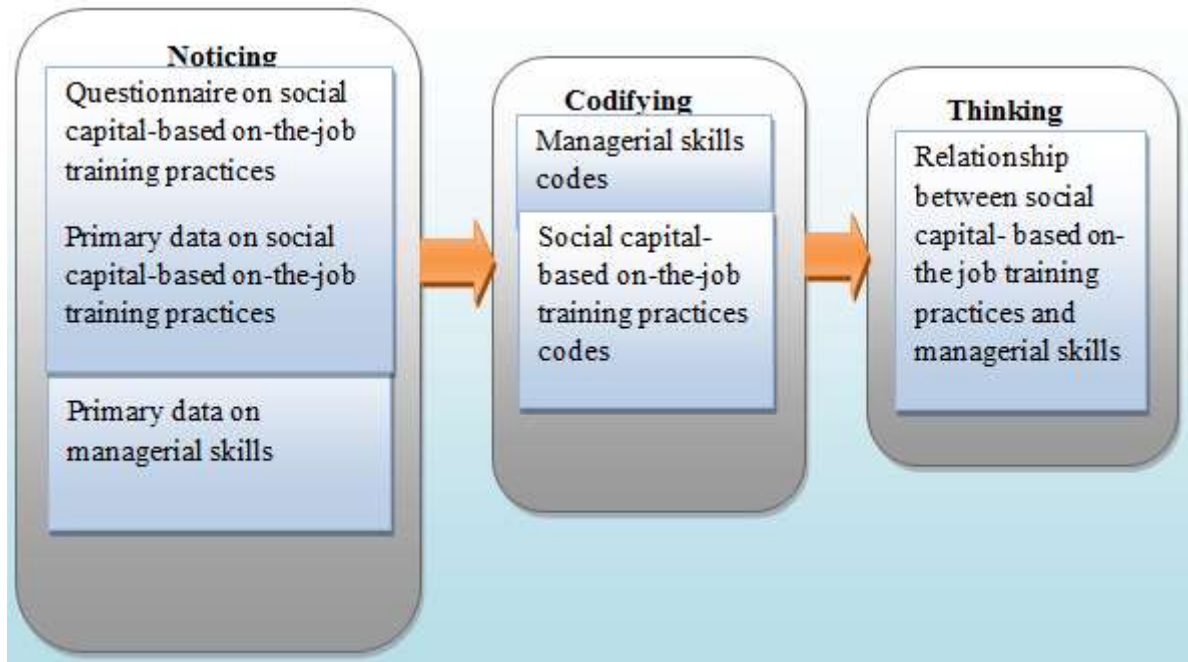 Noticing
Questionnaire on social
capital-based on-the-job
training practices
Primary data on social
capital-based on-the-job
training practices
Primary data on
managerial skills
Codifying
Managerial skills
codes
Social capital-
based on-the-job
training practices
codes
Thinking
Relationship
between social
capital- based on-
the job training
practices and
managerial skills